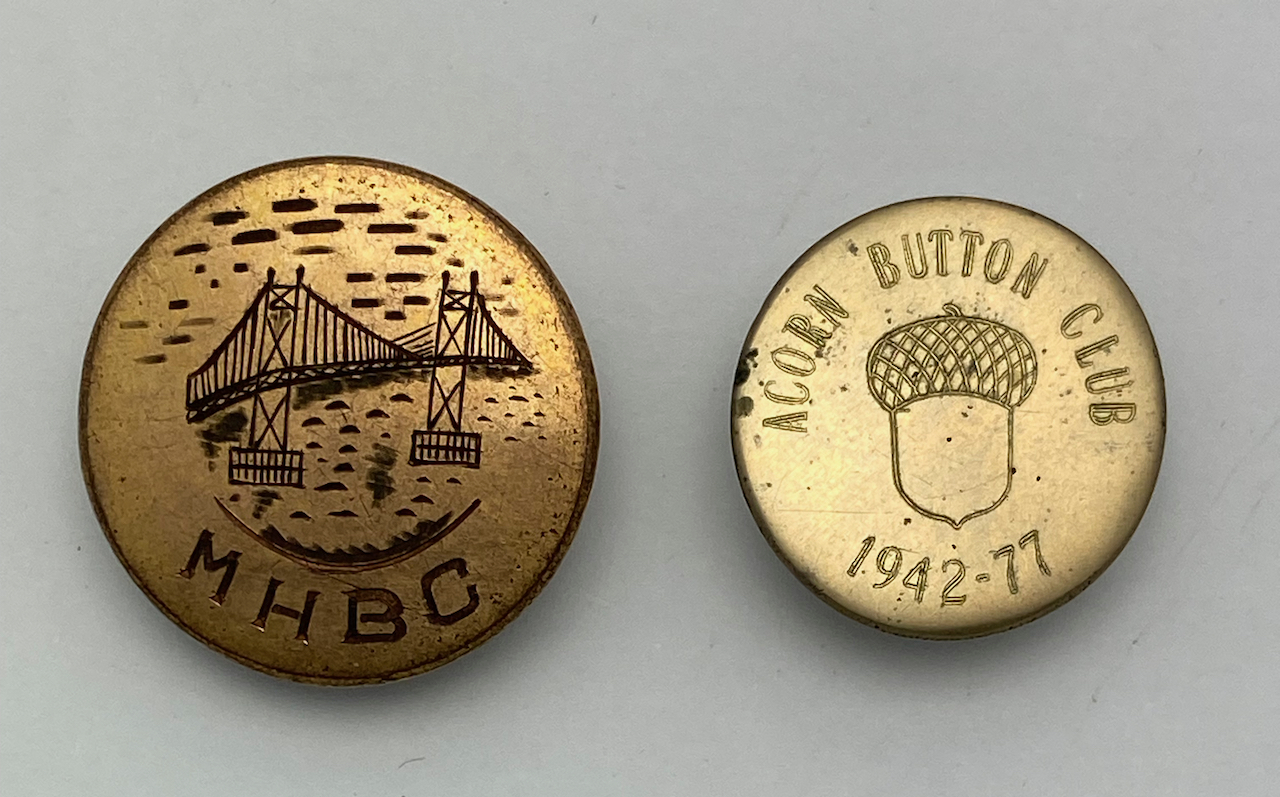 MHBC
ACORN BUTTON CLUB
1942-77